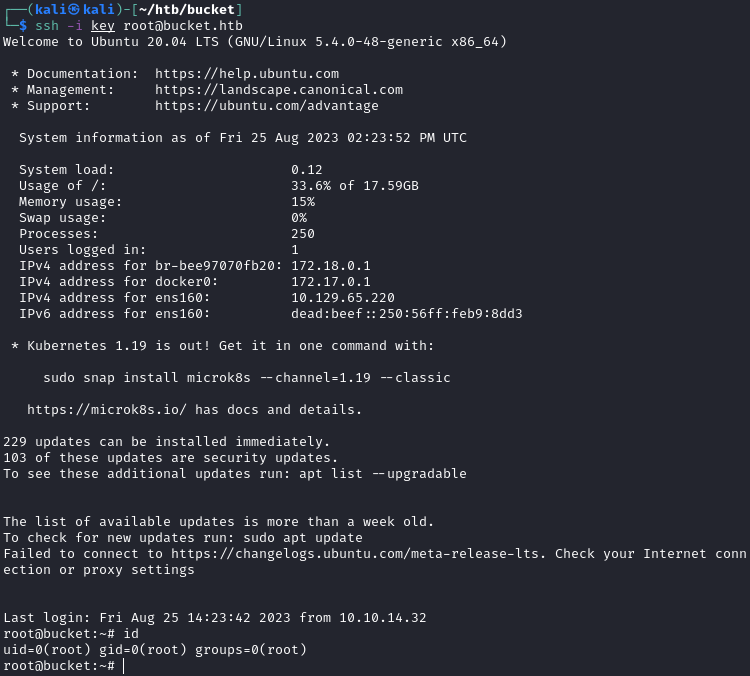 ┌──(kali㉿kali)-[~/htb/bucket]
└─$ ssh -i key root@bucket.htb
Welcome to Ubuntu 20.04 LTS (GNU/Linux 5.4.0-48-generic x86_64)
* Documentation:  https://help.ubuntu.com
* Management:     https://landscape.canonical.com
* Support:        https://ubuntu.com/advantage
System information as of Fri 25 Aug 2023 02:23:52 PM UTC
System load:                      0.12
Usage of /:                       33.6% of 17.59GB
Memory usage:                     15%
Swap usage:                       0%
Processes:                        250
Users logged in:                  1
IPv4 address for br-bee97070fb20: 172.18.0.1
IPv4 address for docker0:         172.17.0.1
IPv4 address for ens160:          10.129.65.220
IPv6 address for ens160:          dead:beef::250:56ff:feb9:8dd3
* Kubernetes 1.19 is out! Get it in one command with:
sudo snap install microk8s --channel=1.19 --classic
https://microk8s.io/ has docs and details.
229 updates can be installed immediately.
103 of these updates are security updates.
To see these additional updates run: apt list --upgradable
The list of available updates is more than a week old.
To check for new updates run: sudo apt update
Failed to connect to https://changelogs.ubuntu.com/meta-release-lts. Check your Internet conn
ection or proxy settings
Last login: Fri Aug 25 14:23:42 2023 from 10.10.14.32
root@bucket:~# id
uid=0(root) gid=0(root) groups=0(root)
root@bucket:~#